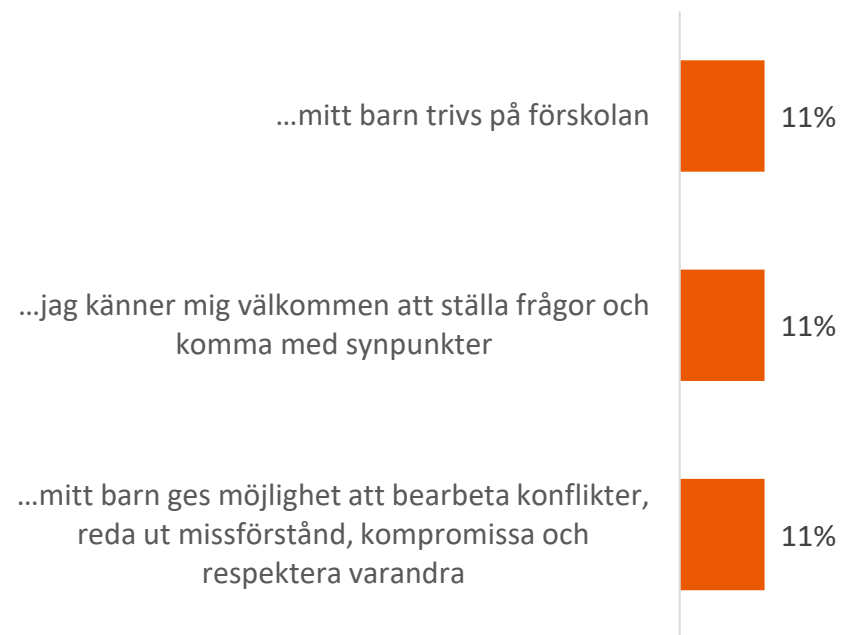 …mitt barn trivs på förskolan
11%
…jag känner mig välkommen att ställa frågor och
komma med synpunkter
11%
…mitt barn ges möjlighet att bearbeta konflikter,
reda ut missförstånd, kompromissa och
respektera varandra
11%